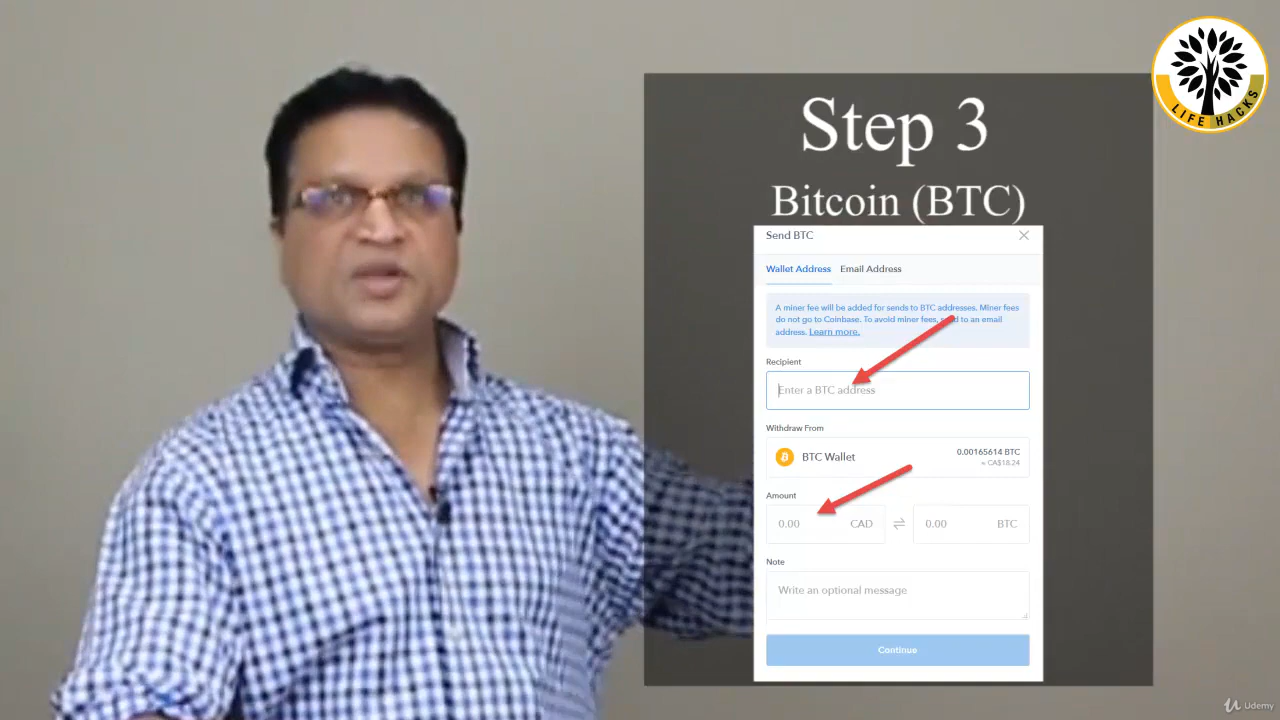 LIFE HACKS
Step 3
Bitcoin (BTC)
Send BTC
Wallet Address Email Address
A miner fee will be added for sends to BTC addresses. Miner fees
do not go to Coinbase. To avoid miner fees, to an email
address. Learn more.
Recipient
Enter a BTC address
Withdraw From
BTC Wallet
0.00165614 BTC
≈ CA$18.24
Amount
0.00 CAD ⇌ 0.00 BTC
Note
Write an optional message
Continue
Udemy